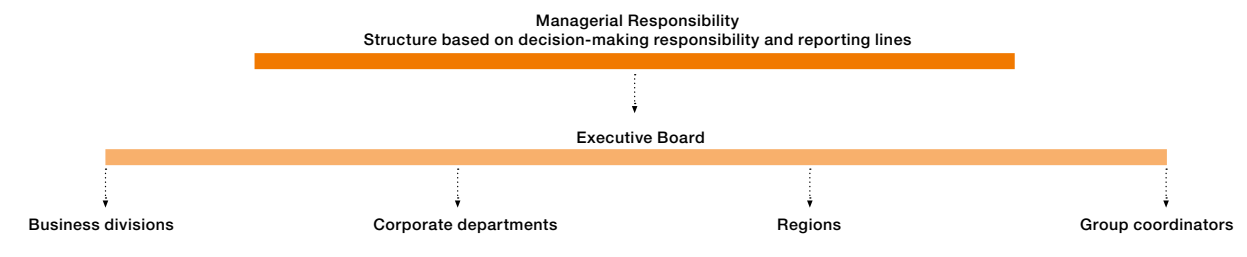 Managerial Responsibility
Structure based on decision-making responsibility and reporting lines
Executive Board
Business divisions
Corporate departments
Regions
Group coordinators